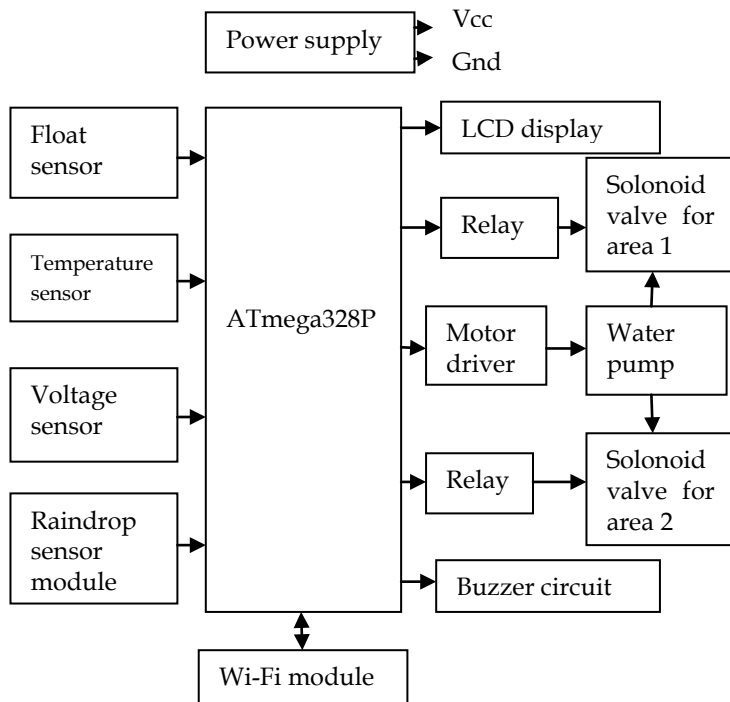 Power supply
Vcc
Gnd
Float
sensor
Temperature
sensor
Voltage
sensor
Raindrop
sensor
module
ATmega328P
LCD display
Relay
Solonoid
valve for
area 1
Motor
driver
Water
pump
Relay
Solonoid
valve for
area 2
Buzzer circuit
Wi-Fi module